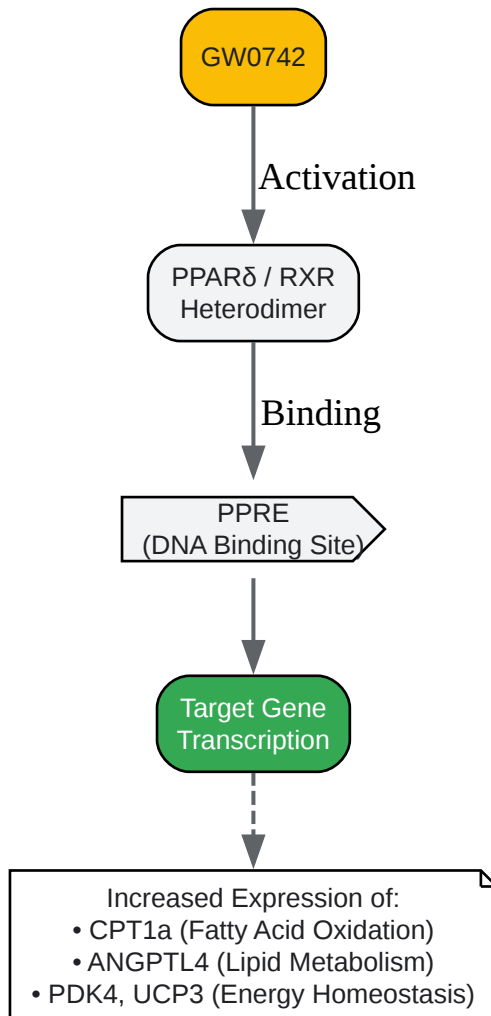 GW0742
Activation
PPARδ / RXR
Heterodimer
Binding
PPRE
(DNA Binding Site)
Target Gene
Transcription
Increased Expression of:
• CPT1a (Fatty Acid Oxidation)
• ANGPTL4 (Lipid Metabolism)
• PDK4, UCP3 (Energy Homeostasis)